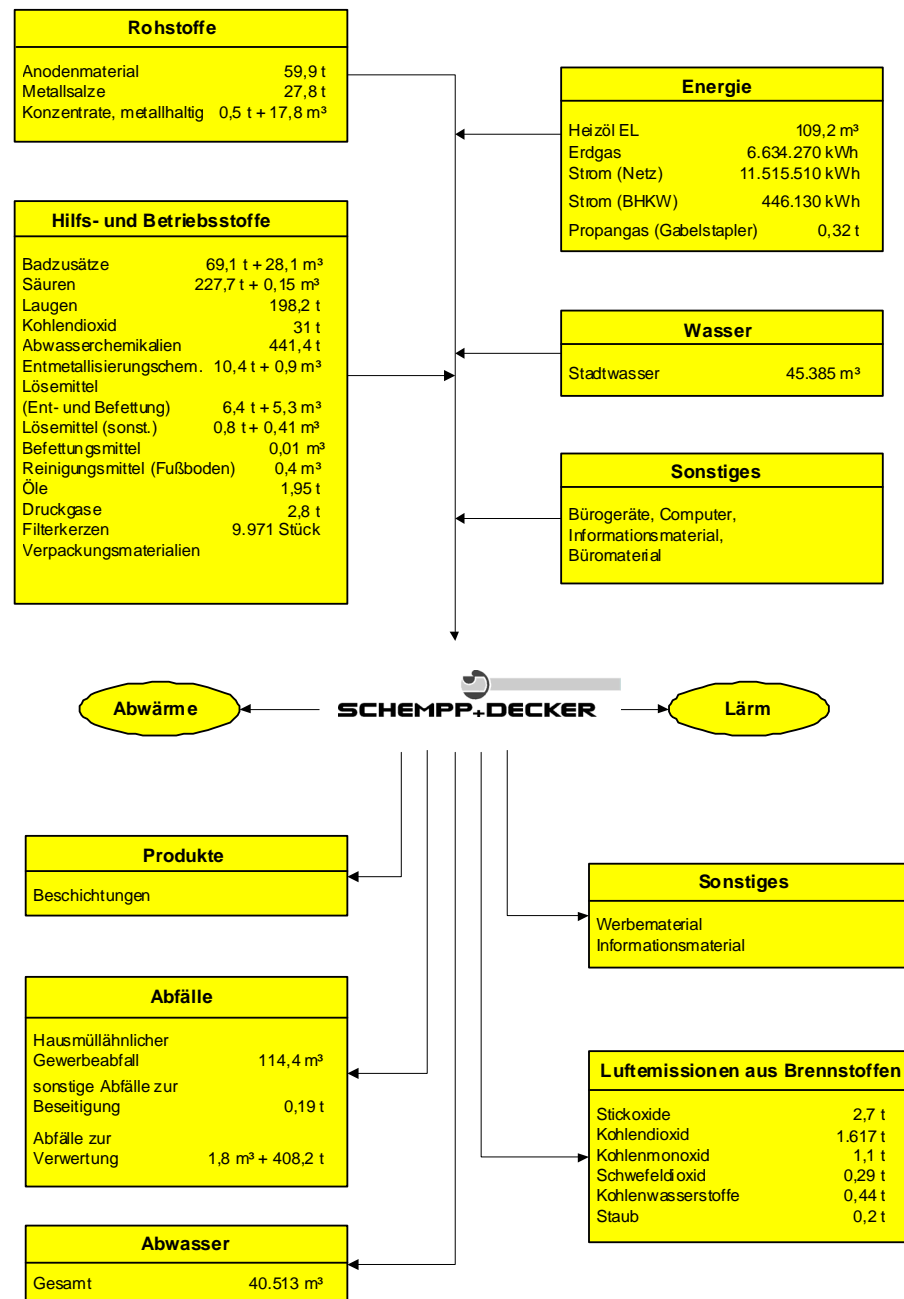 Rohstoffe
Anodenmaterial 59,9 t
Metallsalze 27,8 t
Konzentrate, metallhaltig 0,5 t + 17,8 m³
Energie
Heizöl EL 109,2 m³
Erdgas 6.634.270 kWh
Strom (Netz) 11.515.510 kWh
Strom (BHKW) 446.130 kWh
Propangas (Gabelstapler) 0,32 t
Hilfs- und Betriebsstoffe
Badzusätze 69,1 t + 28,1 m³
Säuren 227,7 t + 0,15 m³
Laugen 198,2 t
Kohlendioxid 31 t
Abwasserchemikalien 441,4 t
Entmetallisierungschem. 10,4 t + 0,9 m³
Lösemittel
(Ent- und Befettung) 6,4 t + 5,3 m³
Lösemittel (sonst.) 0,8 t + 0,41 m³
Befettungsmittel 0,01 m³
Reinigungsmittel (Fußboden) 0,4 m³
Öle 1,95 t
Druckgase 2,8 t
Filterkerzen 9.971 Stück
Verpackungsmaterialien
Wasser
Stadtwasser 45.385 m³
Sonstiges
Bürogeräte, Computer,
Informationsmaterial,
Büromaterial
Abwärme
SCHEMPP+DECKER
Lärm
Produkte
Beschichtungen
Sonstiges
Werbematerial
Informationsmaterial
Abfälle
Hausmüllähnlicher
Gewerbeabfall 114,4 m³
sonstige Abfälle zur
Beseitigung 0,19 t
Abfälle zur
Verwertung 1,8 m³ + 408,2 t
Luftemissionen aus Brennstoffen
Stickoxide 2,7 t
Kohlendioxid 1.617 t
Kohlenmonoxid 1,1 t
Schwefeldioxid 0,29 t
Kohlenwasserstoffe 0,44 t
Staub 0,2 t
Abwasser
Gesamt 40.513 m³